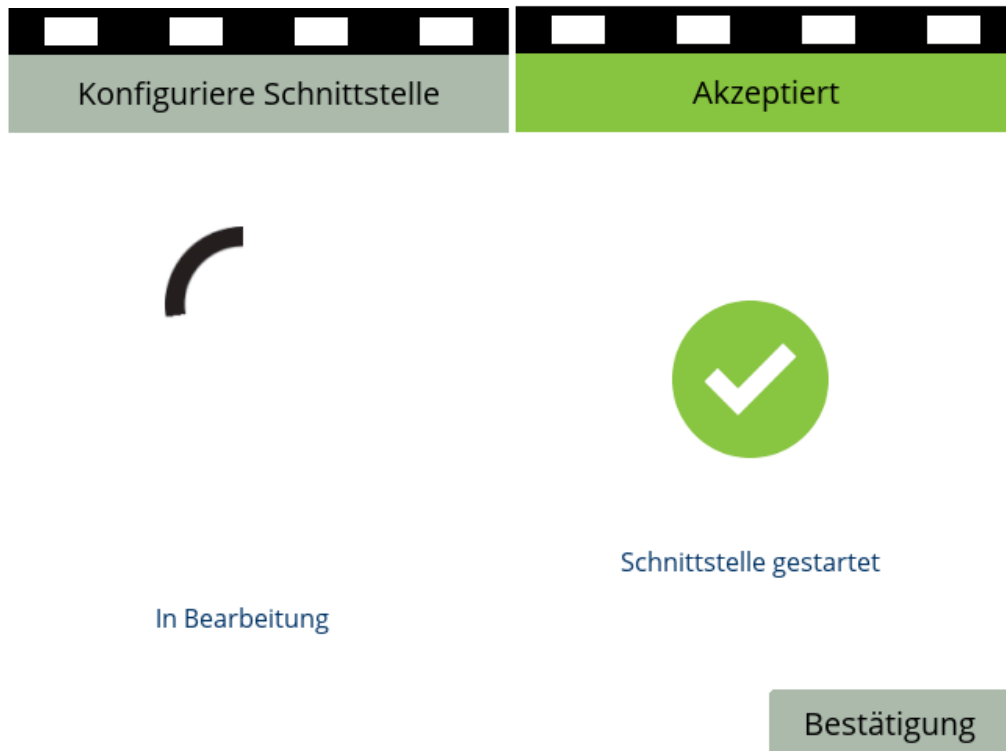 Konfiguriere Schnittstelle
In Bearbeitung
Akzeptiert
Schnittstelle gestartet
Bestätigung